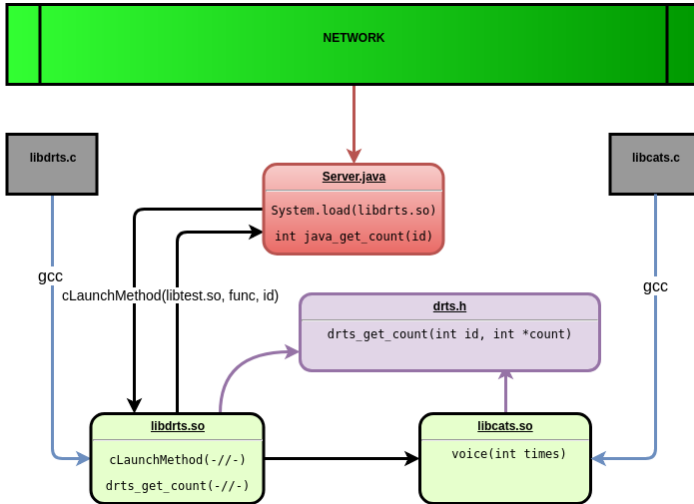 NETWORK
libdrts.c
libcats.c
Server.java
System.load(libdrts.so)
int java_get_count(id)
gcc
gcc
cLaunchMethod(libtest.so, func, id)
drts.h
drts_get_count(int id, int *count)
libdrts.so
cLaunchMethod(-//-)
drts_get_count(-//-)
libcats.so
voice(int times)